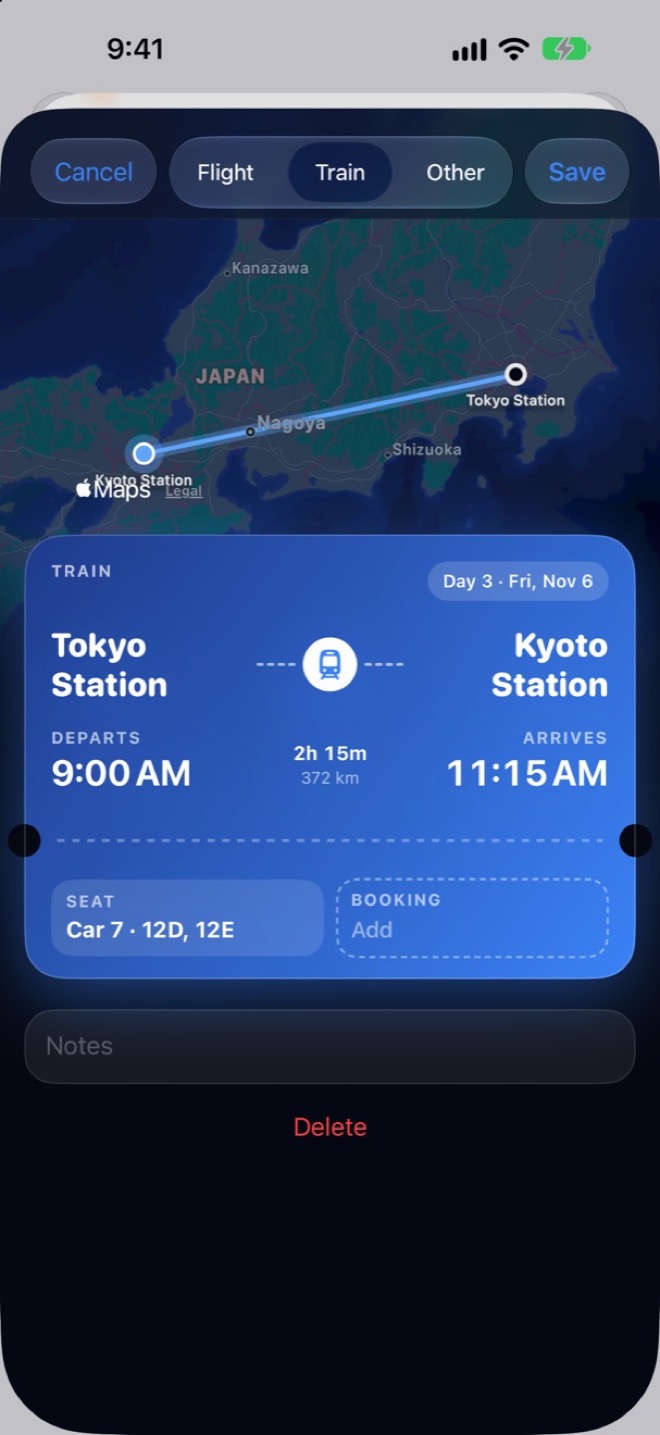 9:41
Cancel
Flight
Train
Other
Save
Kanazawa
JAPAN
Tokyo Station
Nagoya
Shizuoka
Kyoto Station
Maps
Legal
TRAIN
Day 3 · Fri, Nov 6
Tokyo
Station
Kyoto
Station
DEPARTS
9:00 AM
2h 15m
372 km
ARRIVES
11:15 AM
SEAT
Car 7 · 12D, 12E
BOOKING
Add
Notes
Delete